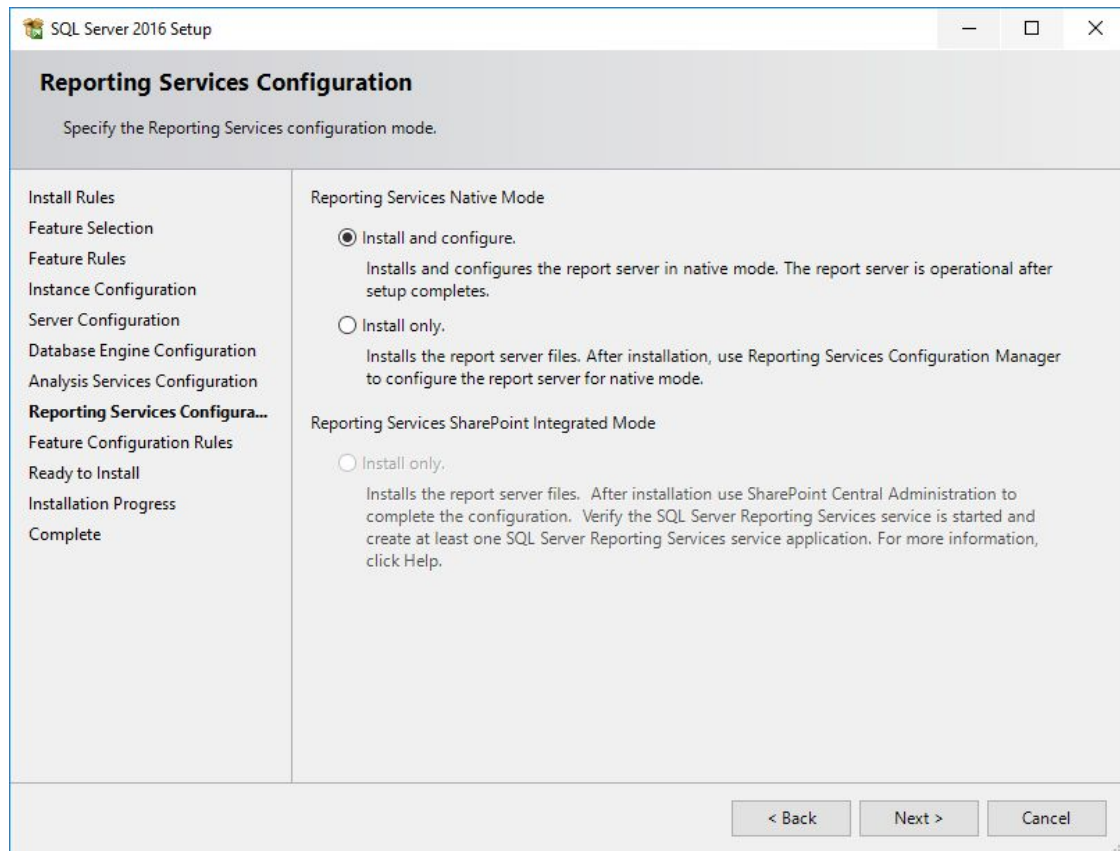 SQL Server 2016 Setup
Reporting Services Configuration
Specify the Reporting Services configuration mode.
Install Rules
Feature Selection
Feature Rules
Instance Configuration
Server Configuration
Database Engine Configuration
Analysis Services Configuration
Reporting Services Configura...
Feature Configuration Rules
Ready to Install
Installation Progress
Complete
Reporting Services Native Mode
Install and configure.
Installs and configures the report server in native mode. The report server is operational after
setup completes.
Install only.
Installs the report server files. After installation, use Reporting Services Configuration Manager
to configure the report server for native mode.
Reporting Services SharePoint Integrated Mode
Install only.
Installs the report server files.  After installation use SharePoint Central Administration to
complete the configuration.  Verify the SQL Server Reporting Services service is started and
create at least one SQL Server Reporting Services service application. For more information,
click Help.
< Back
Next >
Cancel